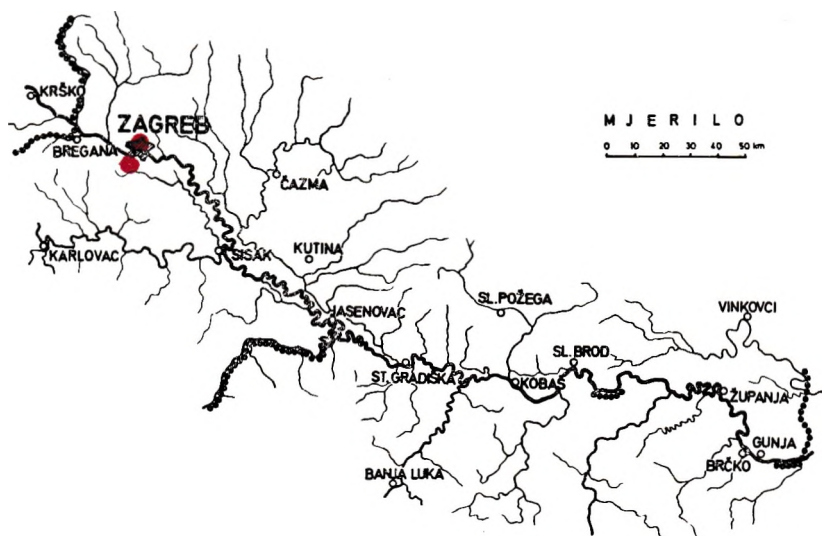 KRŠKO
ZAGREB
BREGANA
ČAZMA
MJERILO
0 10 20 30 40 50 km
KARLOVAC
SISAK
KUTINA
JASENOVAC
SL. POŽEGA
VINKOVCI
ST. GRADIŠKA
SL. BROD
KOBAŠ
ŽUPANJA
BANJA LUKA
BRČKO
GUNJA